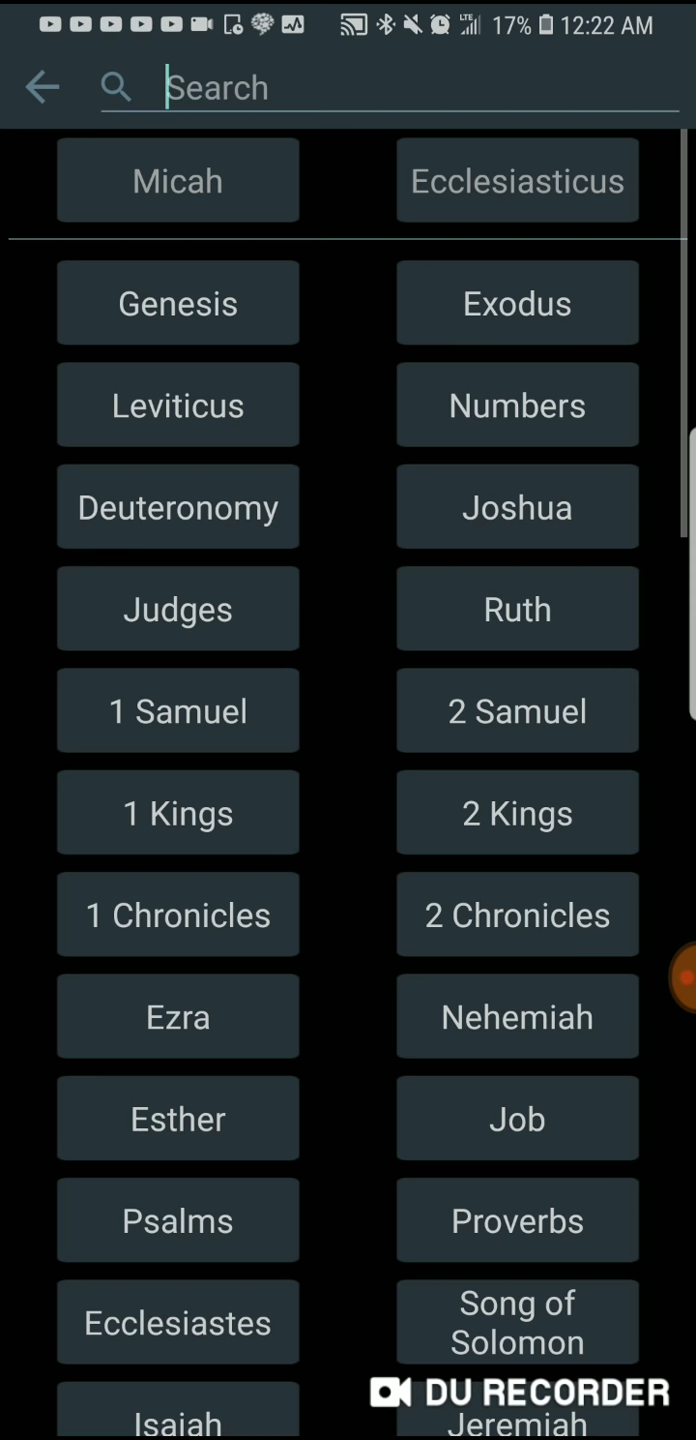 LTE 17% 12:22 AM
Search
Micah Ecclesiasticus
Genesis Exodus
Leviticus Numbers
Deuteronomy Joshua
Judges Ruth
1 Samuel 2 Samuel
1 Kings 2 Kings
1 Chronicles 2 Chronicles
Ezra Nehemiah
Esther Job
Psalms Proverbs
Ecclesiastes Song of
Solomon
DU RECORDER
Isaiah Jeremiah